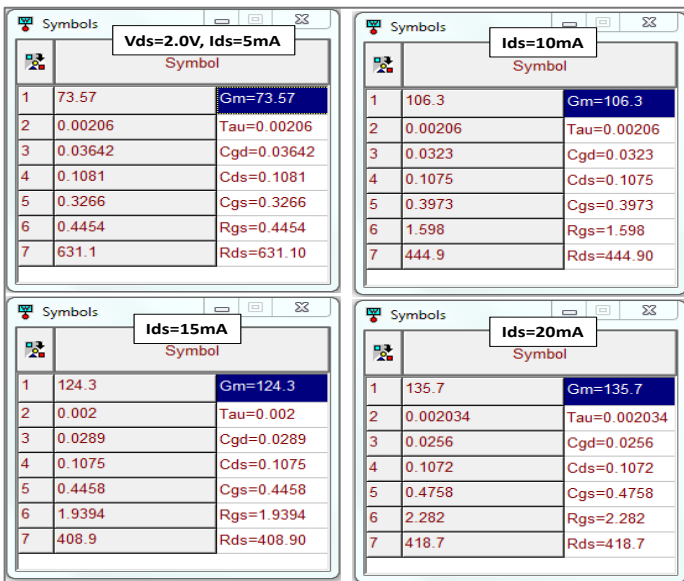 Symbols
Vds=2.0V, Ids=5mA
Symbol
1 73.57 Gm=73.57
2 0.00206 Tau=0.00206
3 0.03642 Cgd=0.03642
4 0.1081 Cds=0.1081
5 0.3266 Cgs=0.3266
6 0.4454 Rgs=0.4454
7 631.1 Rds=631.10
Symbols
Ids=10mA
Symbol
1 106.3 Gm=106.3
2 0.00206 Tau=0.00206
3 0.0323 Cgd=0.0323
4 0.1075 Cds=0.1075
5 0.3973 Cgs=0.3973
6 1.598 Rgs=1.598
7 444.9 Rds=444.90
Symbols
Ids=15mA
Symbol
1 124.3 Gm=124.3
2 0.002 Tau=0.002
3 0.0289 Cgd=0.0289
4 0.1075 Cds=0.1075
5 0.4458 Cgs=0.4458
6 1.9394 Rgs=1.9394
7 408.9 Rds=408.90
Symbols
Ids=20mA
Symbol
1 135.7 Gm=135.7
2 0.002034 Tau=0.002034
3 0.0256 Cgd=0.0256
4 0.1072 Cds=0.1072
5 0.4758 Cgs=0.4758
6 2.282 Rgs=2.282
7 418.7 Rds=418.7